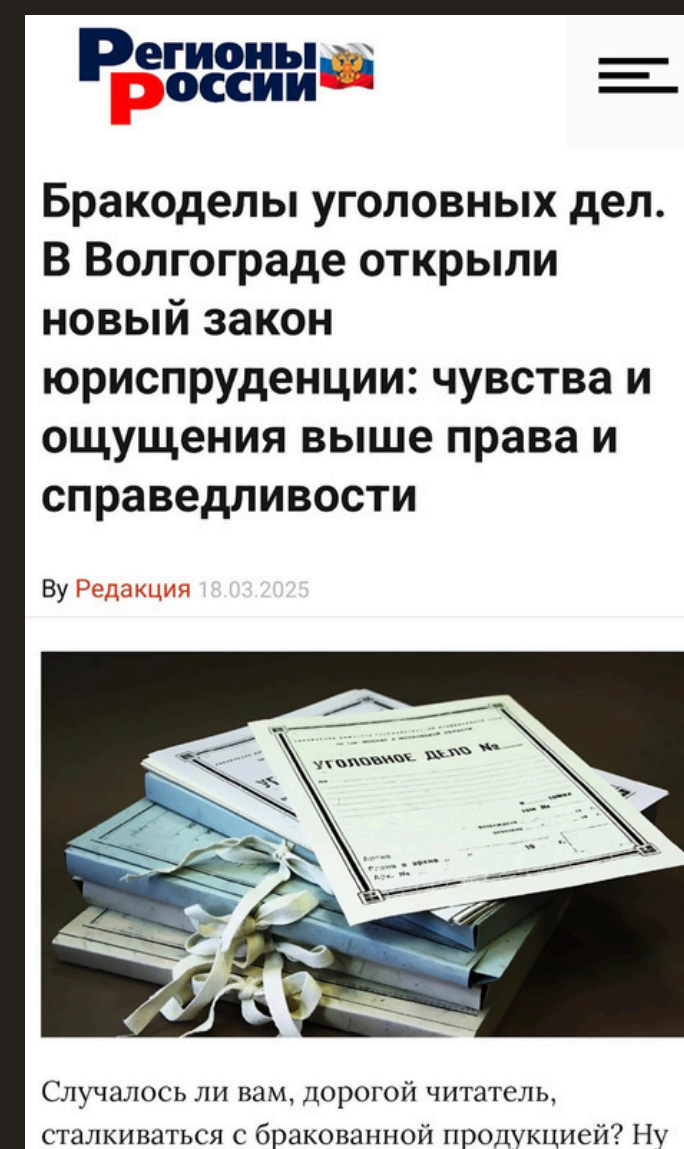 Регионы
России
Бракоделы уголовных дел.
В Волгограде открыли
новый закон
юриспруденции: чувства и
ощущения выше права и
справедливости
By Редакция 18.03.2025
УГОЛОВНОЕ ДЕЛО №
Случалось ли вам, дорогой читатель,
сталкиваться с бракованной продукцией? Ну